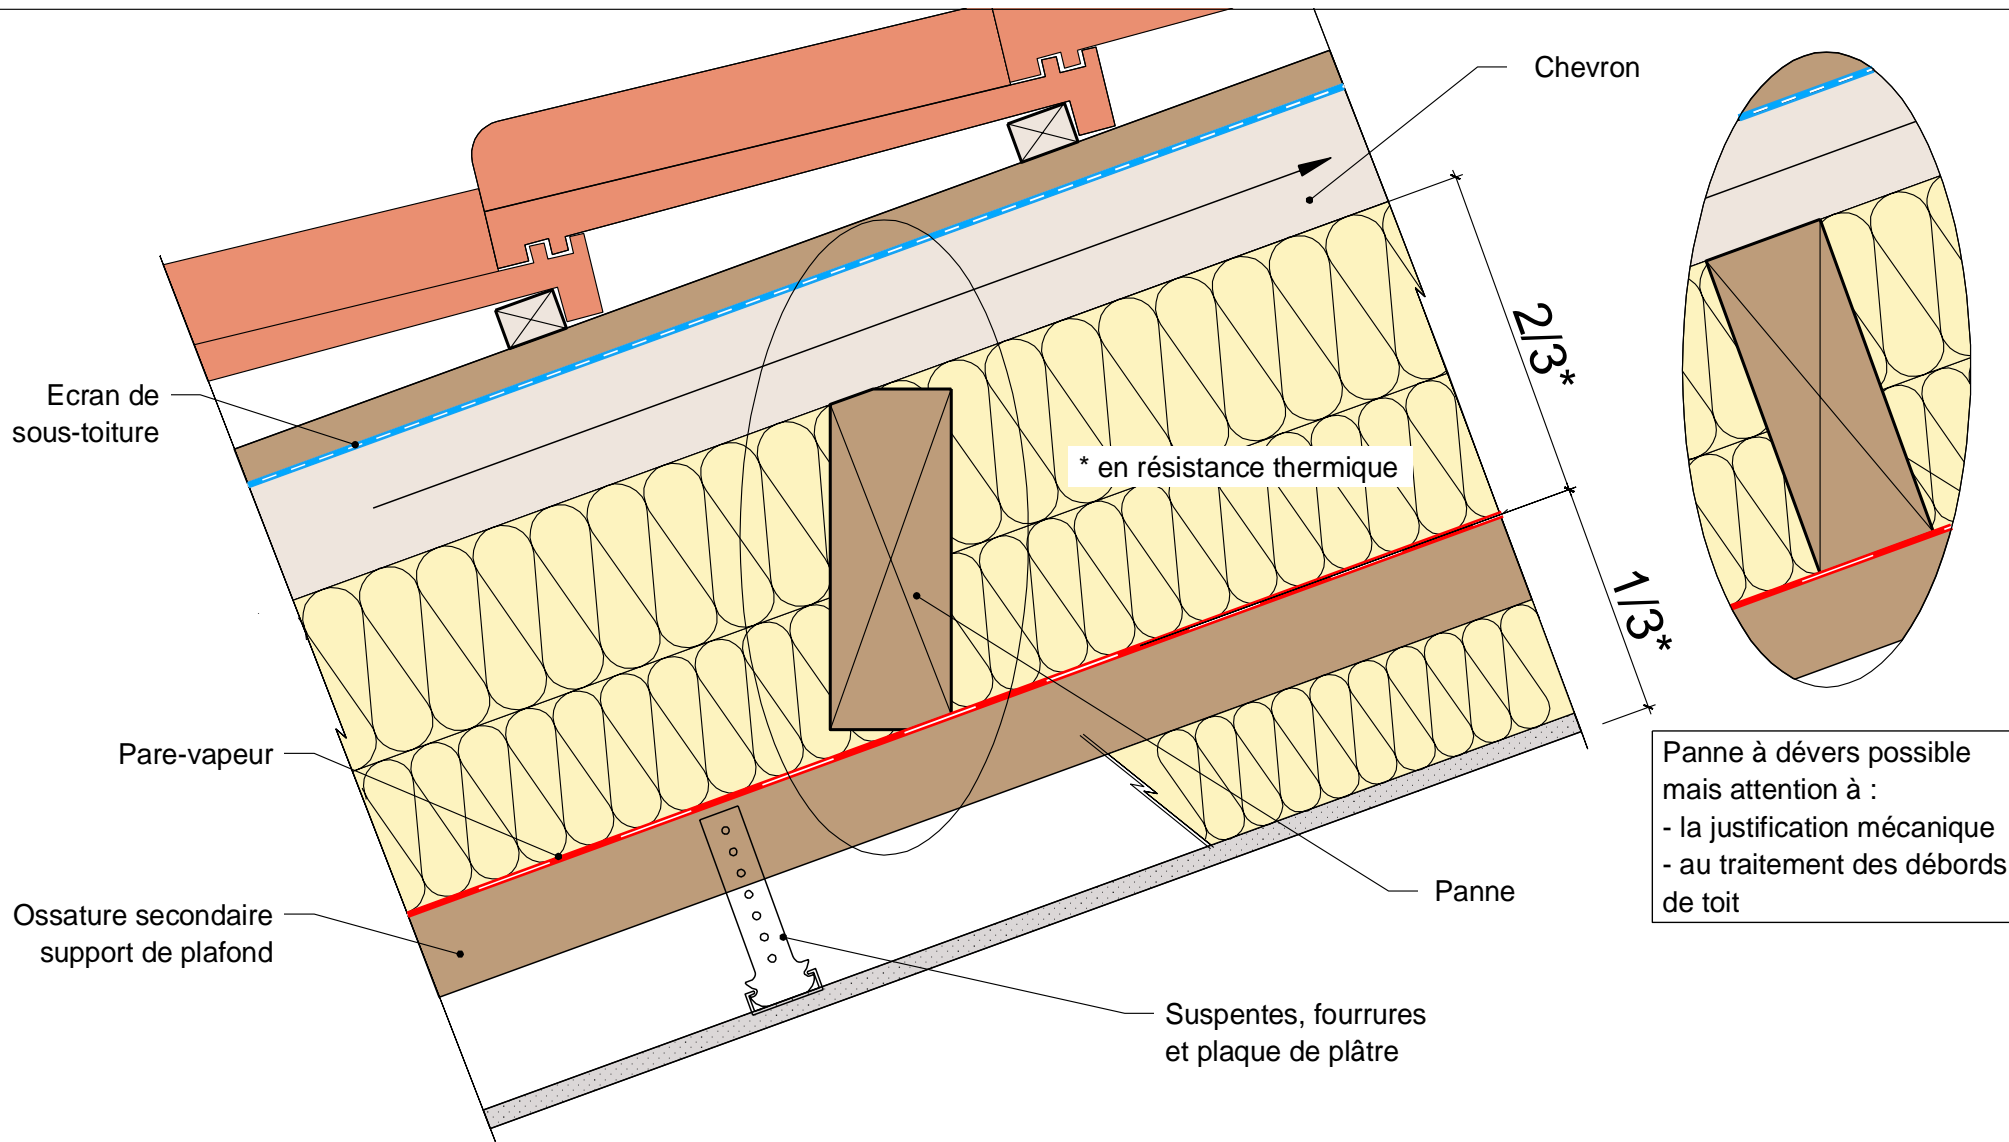 Chevron
2/3*
Ecran de
sous-toiture
* en résistance thermique
1/3*
Pare-vapeur
Panne à dévers possible
mais attention à :
- la justification mécanique
- au traitement des débords
de toit
Panne
Ossature secondaire
support de plafond
Suspentes, fourrures
et plaque de plâtre